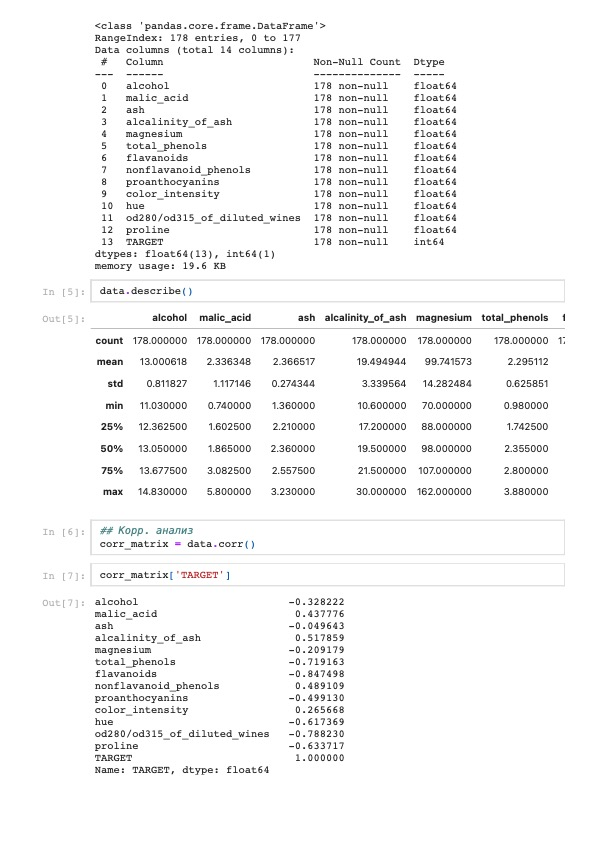 <class 'pandas.core.frame.DataFrame'>
RangeIndex: 178 entries, 0 to 177
Data columns (total 14 columns):
 #   Column                        Non-Null Count  Dtype
---  ------                        --------------  -----
 0   alcohol                       178 non-null    float64
 1   malic_acid                    178 non-null    float64
 2   ash                           178 non-null    float64
 3   alcalinity_of_ash             178 non-null    float64
 4   magnesium                     178 non-null    float64
 5   total_phenols                 178 non-null    float64
 6   flavanoids                    178 non-null    float64
 7   nonflavanoid_phenols          178 non-null    float64
 8   proanthocyanins               178 non-null    float64
 9   color_intensity               178 non-null    float64
 10  hue                           178 non-null    float64
 11  od280/od315_of_diluted_wines  178 non-null    float64
 12  proline                       178 non-null    float64
 13  TARGET                        178 non-null    int64
dtypes: float64(13), int64(1)
memory usage: 19.6 KB
In [5]: data.describe()
Out[5]: alcohol malic_acid ash alcalinity_of_ash magnesium total_phenols f
count 178.000000 178.000000 178.000000 178.000000 178.000000 178.000000 17
mean 13.000618 2.336348 2.366517 19.494944 99.741573 2.295112
std 0.811827 1.117146 0.274344 3.339564 14.282484 0.625851
min 11.030000 0.740000 1.360000 10.600000 70.000000 0.980000
25% 12.362500 1.602500 2.210000 17.200000 88.000000 1.742500
50% 13.050000 1.865000 2.360000 19.500000 98.000000 2.355000
75% 13.677500 3.082500 2.557500 21.500000 107.000000 2.800000
max 14.830000 5.800000 3.230000 30.000000 162.000000 3.880000
In [6]: ## Корр. анализ
corr_matrix = data.corr()
In [7]: corr_matrix['TARGET']
Out[7]: alcohol                        -0.328222
malic_acid                      0.437776
ash                            -0.049643
alcalinity_of_ash               0.517859
magnesium                      -0.209179
total_phenols                  -0.719163
flavanoids                     -0.847498
nonflavanoid_phenols            0.489109
proanthocyanins                -0.499130
color_intensity                 0.265668
hue                            -0.617369
od280/od315_of_diluted_wines   -0.788230
proline                        -0.633717
TARGET                          1.000000
Name: TARGET, dtype: float64